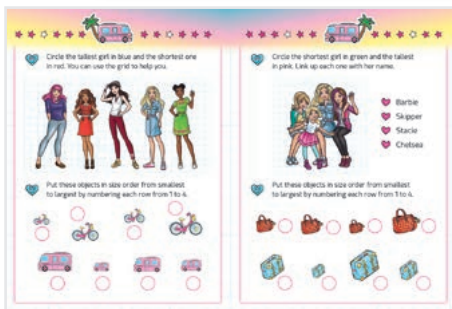 Circle the tallest girl in blue and the shortest one
in red. You can use the grid to help you.
Put these objects in size order from smallest
to largest by numbering each row from 1 to 4.
Circle the shortest girl in green and the tallest
in pink. Link up each one with her name.
Barbie
Skipper
Stacie
Chelsea
Put these objects in size order from smallest
to largest by numbering each row from 1 to 4.